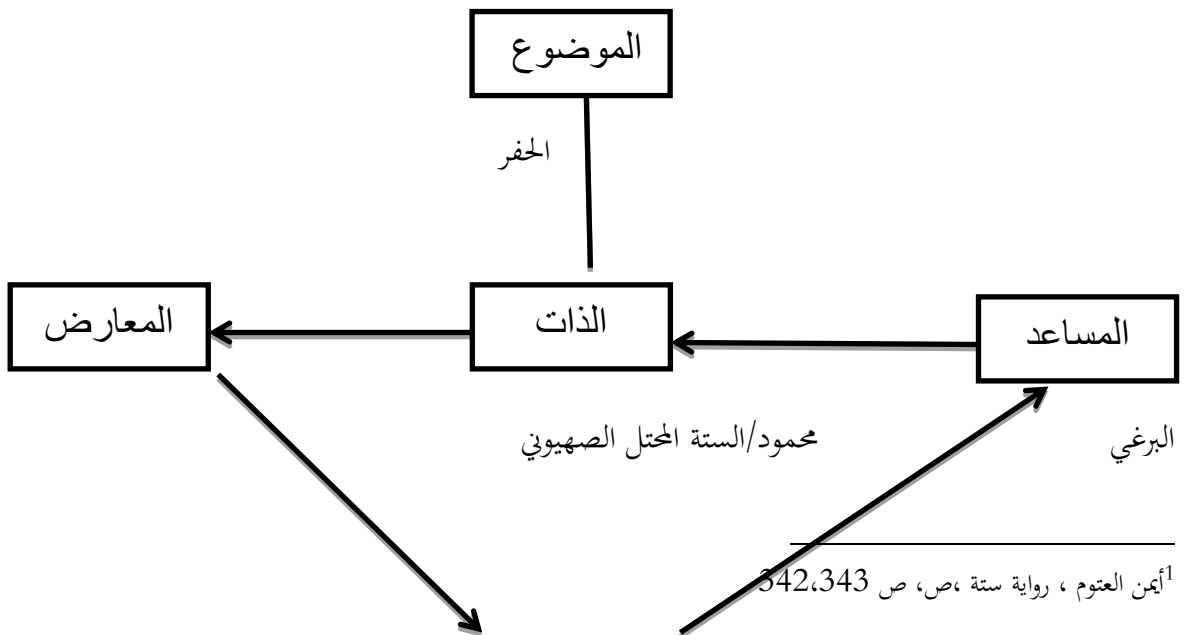 الموضوع
الحفر
المساعد
الذات
المعارض
البرغي
محمود/الستة المحتل الصهيوني
1أيمن العتوم ، رواية ستة ،ص، ص 342،343